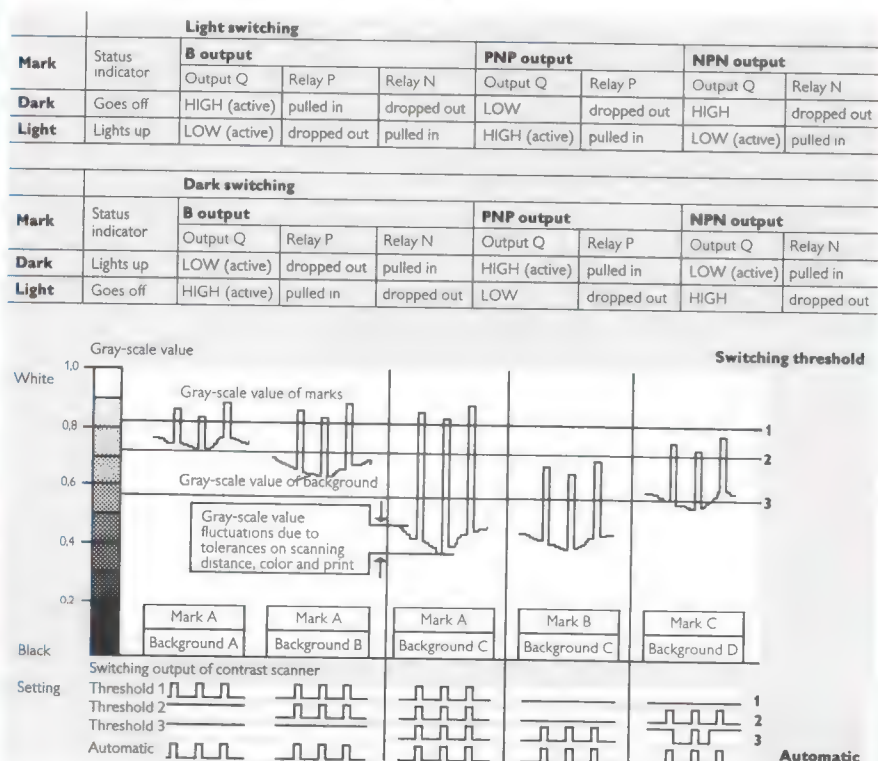 Light switching
Mark Status indicator B output PNP output NPN output
Output Q Relay P Relay N Output Q Relay P Output Q Relay N
Dark Goes off HIGH (active) pulled in dropped out LOW dropped out HIGH dropped out
Light Lights up LOW (active) dropped out pulled in HIGH (active) pulled in LOW (active) pulled in
Dark switching
Mark Status indicator B output PNP output NPN output
Output Q Relay P Relay N Output Q Relay P Output Q Relay N
Dark Lights up LOW (active) dropped out pulled in HIGH (active) pulled in LOW (active) pulled in
Light Goes off HIGH (active) pulled in dropped out LOW dropped out HIGH dropped out
Gray-scale value
Switching threshold
White 1,0
Gray-scale value of marks
0,8
1
2
0,6
Gray-scale value of background
3
Gray-scale value
fluctuations due to
tolerances on scanning
distance, color and print
0,4
0,2
Mark A Mark A Mark A Mark B Mark C
Black Background A Background B Background C Background C Background D
Switching output of contrast scanner
Setting Threshold 1 1
Threshold 2 2
Threshold 3 3
Automatic Automatic